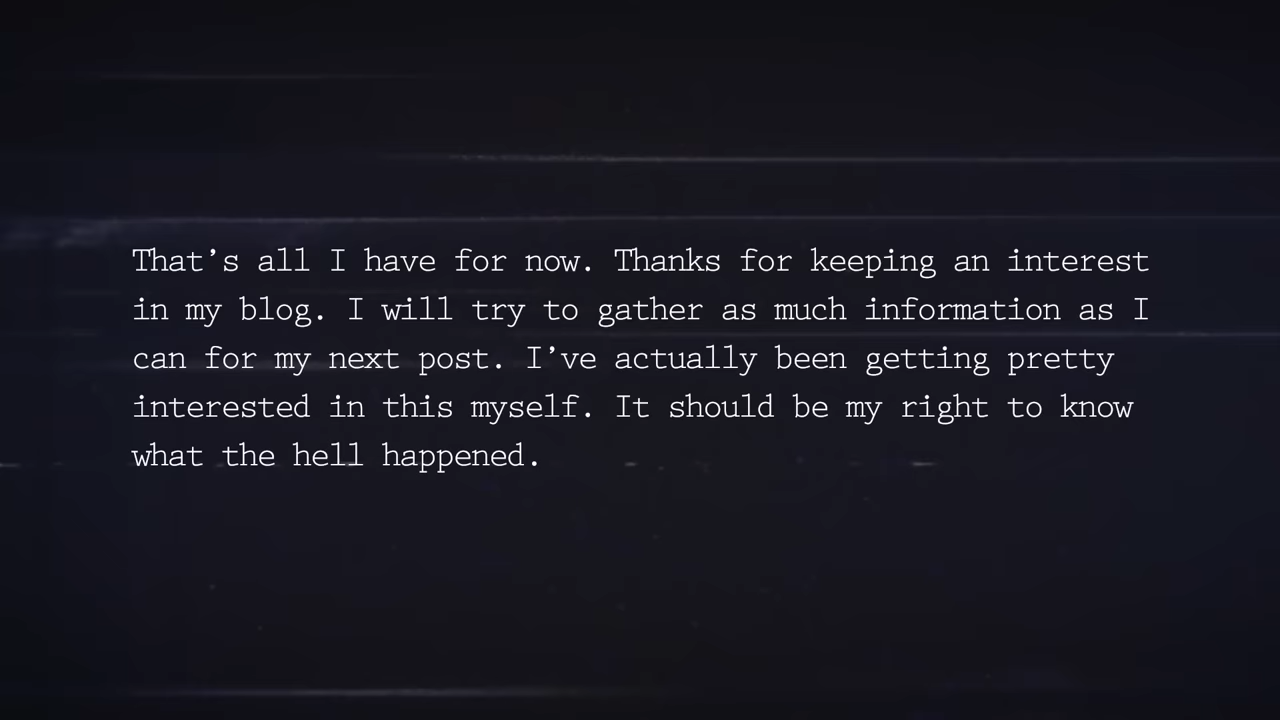 That’s all I have for now. Thanks for keeping an interest
in my blog. I will try to gather as much information as I
can for my next post. I’ve actually been getting pretty
interested in this myself. It should be my right to know
what the hell happened.